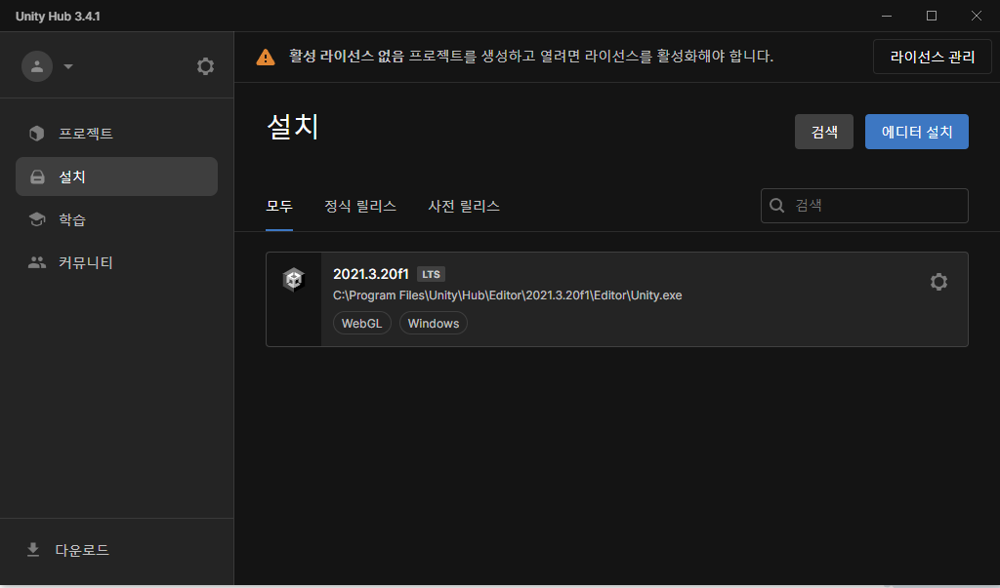 Unity Hub 3.4.1
활성 라이선스 없음 프로젝트를 생성하고 열려면 라이선스를 활성화해야 합니다.
라이선스 관리
프로젝트
설치
학습
커뮤니티
다운로드
설치
검색
에디터 설치
모두
정식 릴리스
사전 릴리스
검색
2021.3.20f1 LTS
C:\Program Files\Unity\Hub\Editor\2021.3.20f1\Editor\Unity.exe
WebGL
Windows